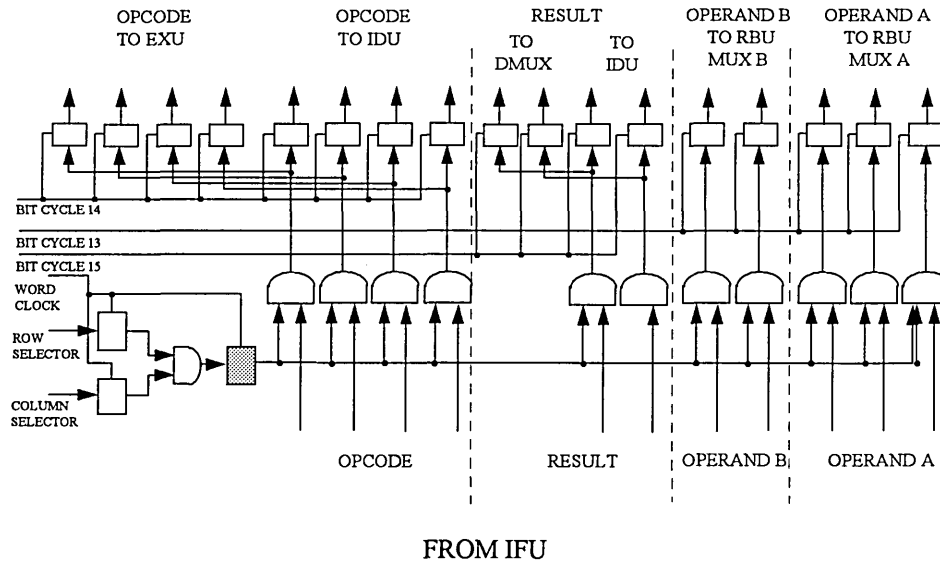 OPCODE
TO EXU
OPCODE
TO IDU
RESULT
TO
DMUX
TO
IDU
OPERAND B
TO RBU
MUX B
OPERAND A
TO RBU
MUX A
BIT CYCLE 14
BIT CYCLE 13
BIT CYCLE 15
WORD
CLOCK
ROW
SELECTOR
COLUMN
SELECTOR
OPCODE
RESULT
OPERAND B
OPERAND A
FROM IFU